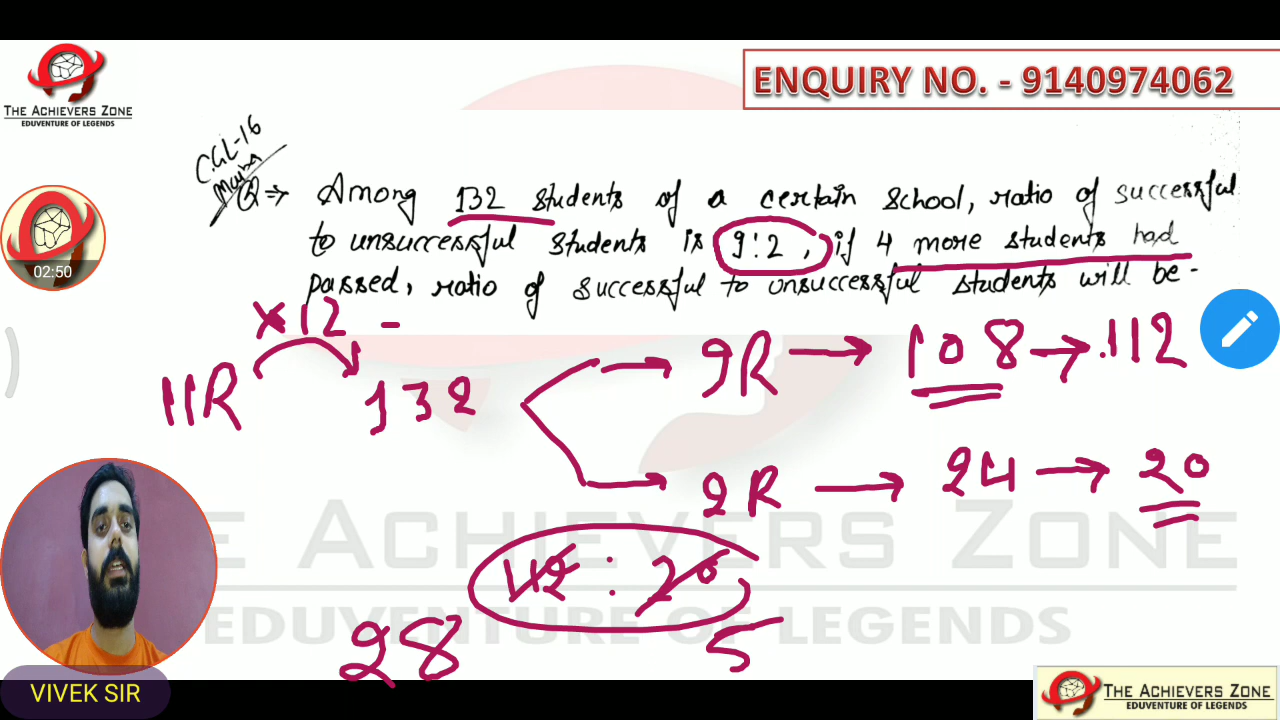 THE ACHIEVERS ZONE
EDUVENTURE OF LEGENDS
ENQUIRY NO. - 9140974062
CGL-16
Mains
Q ⇒ Among 132 students of a certain school, ratio of successful
to unsuccessful students is 9:2, if 4 more students had
passed, ratio of successful to unsuccessful students will be -
02:50
×12 -
11R 132 → 9R → 108 → 112
→ 2R → 24 → 20
112 : 20
28 5
THE ACHIEVERS ZONE
EDUVENTURE OF LEGENDS
VIVEK SIR
THE ACHIEVERS ZONE
EDUVENTURE OF LEGENDS